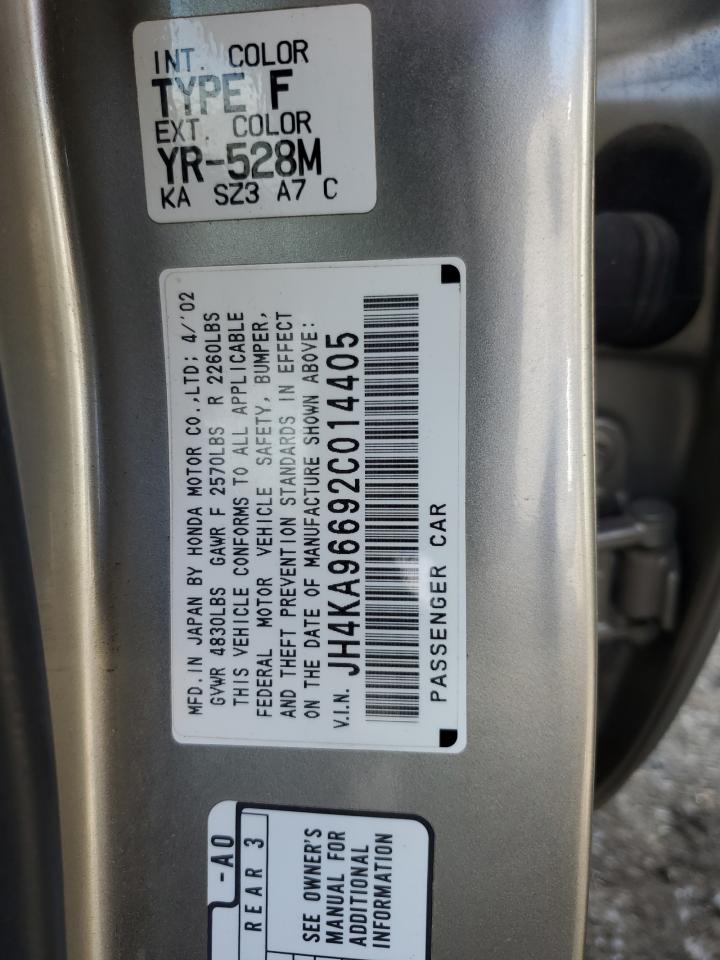 INT. COLOR
TYPE F
EXT. COLOR
YR-528M
KA SZ3 A7 C
MFD. IN JAPAN BY HONDA MOTOR CO.,LTD: 4/'02
GVWR 4830LBS GAWR F 2570LBS R 2260LBS
THIS VEHICLE CONFORMS TO ALL APPLICABLE
FEDERAL MOTOR VEHICLE SAFETY, BUMPER,
AND THEFT PREVENTION STANDARDS IN EFFECT
ON THE DATE OF MANUFACTURE SHOWN ABOVE:
V.I.N. JH4KA96692C014405
PASSENGER CAR
-A0
REAR 3
SEE OWNER'S
MANUAL FOR
ADDITIONAL
INFORMATION